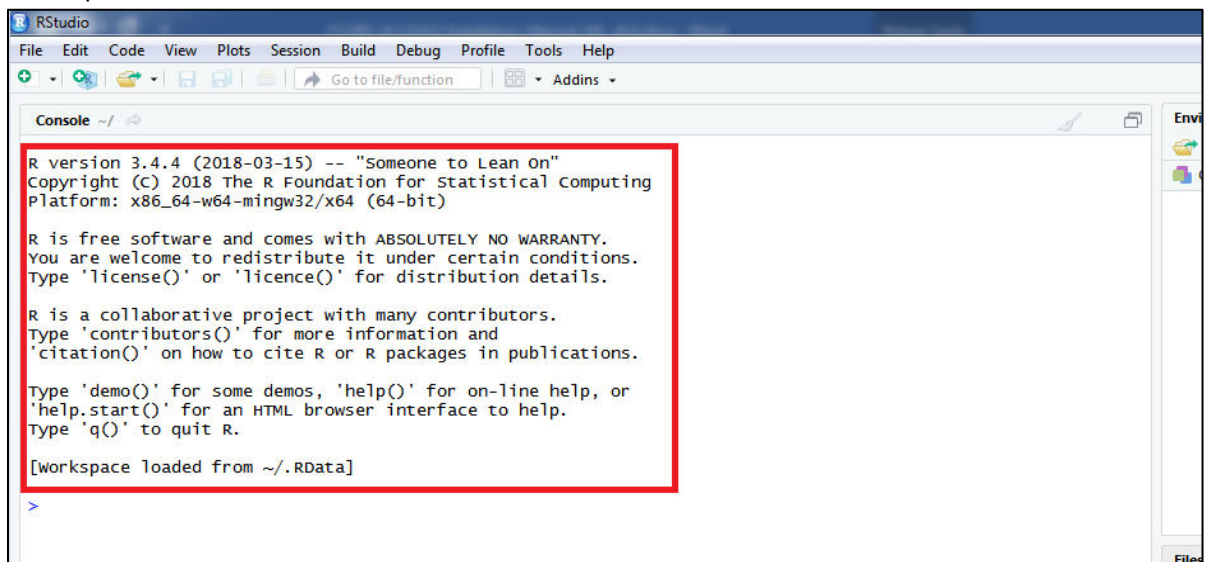 RStudio
File Edit Code View Plots Session Build Debug Profile Tools Help
Go to file/function Addins
Console ~/
Envi
R version 3.4.4 (2018-03-15) -- "Someone to Lean On"
Copyright (C) 2018 The R Foundation for Statistical Computing
Platform: x86_64-w64-mingw32/x64 (64-bit)
R is free software and comes with ABSOLUTELY NO WARRANTY.
You are welcome to redistribute it under certain conditions.
Type 'license()' or 'licence()' for distribution details.
R is a collaborative project with many contributors.
Type 'contributors()' for more information and
'citation()' on how to cite R or R packages in publications.
Type 'demo()' for some demos, 'help()' for on-line help, or
'help.start()' for an HTML browser interface to help.
Type 'q()' to quit R.
[Workspace loaded from ~/.RData]
>
Files